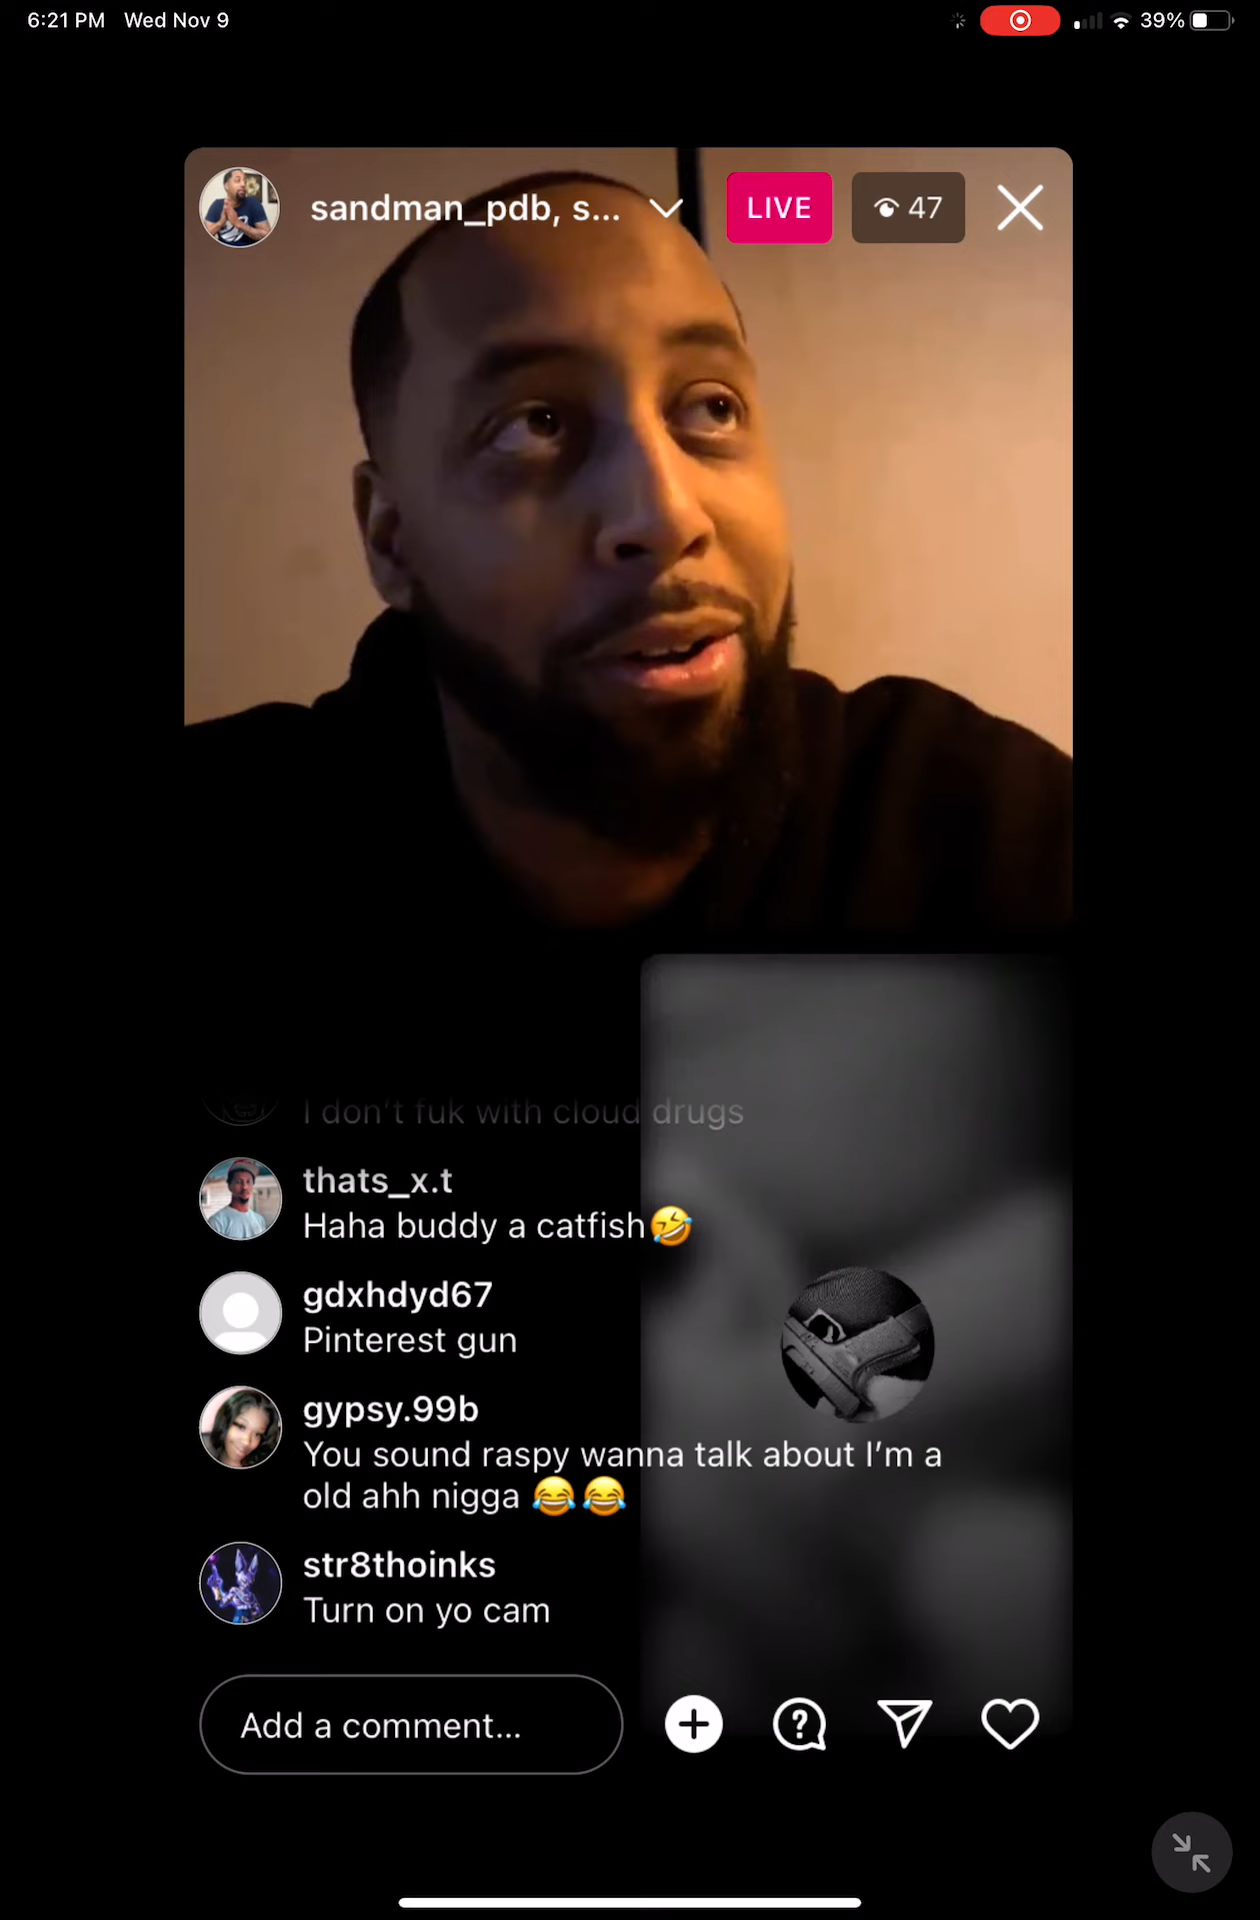 6:21 PM Wed Nov 9
39%
sandman_pdb, s...
LIVE
47
I don't fuk with cloud drugs
thats_x.t
Haha buddy a catfish🤣
gdxhdyd67
Pinterest gun
gypsy.99b
You sound raspy wanna talk about I'm a
old ahh nigga 😂😂
str8thoinks
Turn on yo cam
Add a comment...